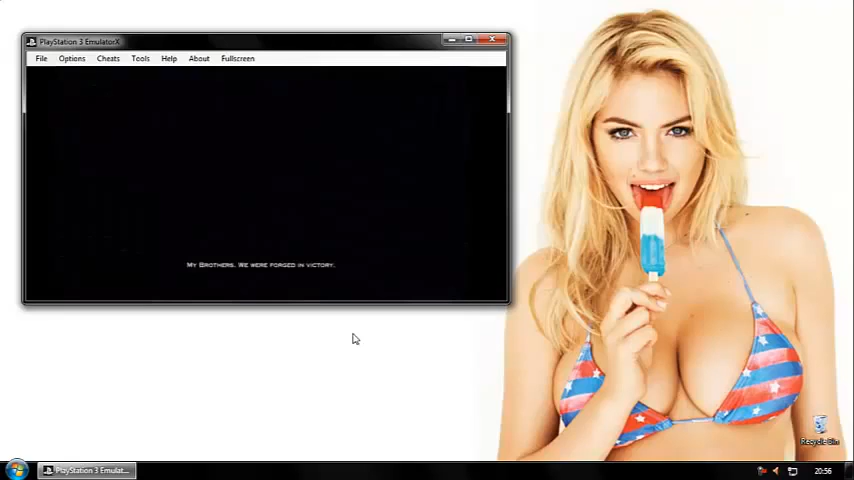 PlayStation 3 EmulatorX
File Options Cheats Tools Help About Fullscreen
My Brothers. We were forged in victory.
Recycle Bin
PlayStation 3 Emulat...
20:56